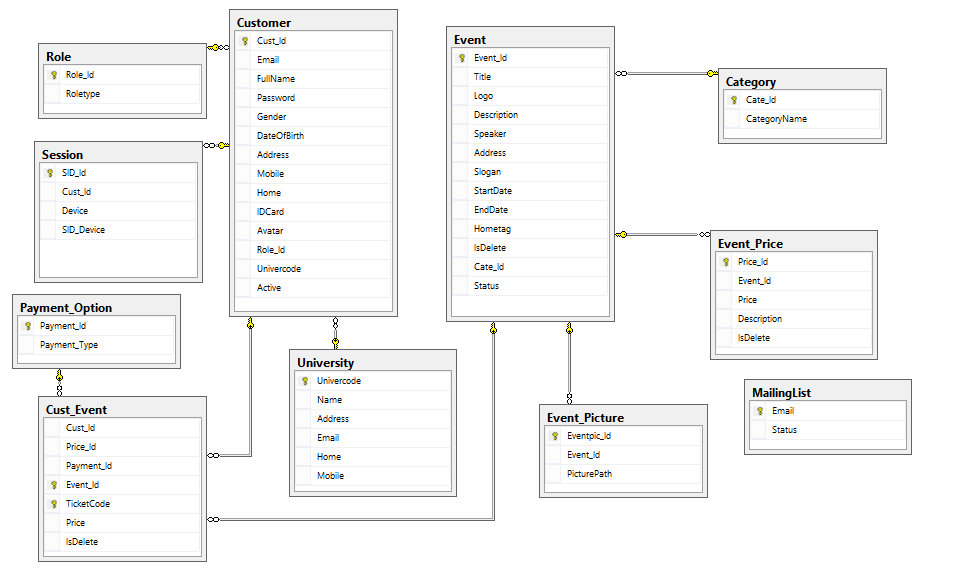 Customer
Cust_Id
Email
FullName
Password
Gender
DateOfBirth
Address
Mobile
Home
IDCard
Avatar
Role_Id
Univercode
Active
Role
Role_Id
Roletype
Session
SID_Id
Cust_Id
Device
SID_Device
Payment_Option
Payment_Id
Payment_Type
Cust_Event
Cust_Id
Price_Id
Payment_Id
Event_Id
TicketCode
Price
IsDelete
University
Univercode
Name
Address
Email
Home
Mobile
Event
Event_Id
Title
Logo
Description
Speaker
Address
Slogan
StartDate
EndDate
Hometag
IsDelete
Cate_Id
Status
Category
Cate_Id
CategoryName
Event_Price
Price_Id
Event_Id
Price
Description
IsDelete
Event_Picture
Eventpic_Id
Event_Id
PicturePath
MailingList
Email
Status